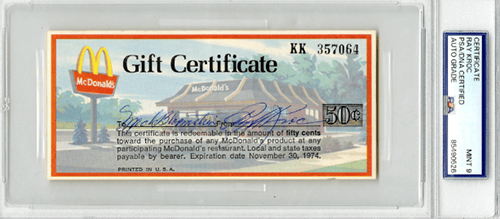 McDonald's
KK 357064
Gift Certificate
McDonald's
50¢
This certificate is redeemable in the amount of fifty cents
toward the purchase of any McDonald's product at any
participating McDonald's restaurant. Local and state taxes
payable by bearer. Expiration date November 30, 1974.
PRINTED IN U.S.A.
CERTIFICATE
RAY KROC
PSA/DNA CERTIFIED
AUTO GRADE
MINT 9
85490526